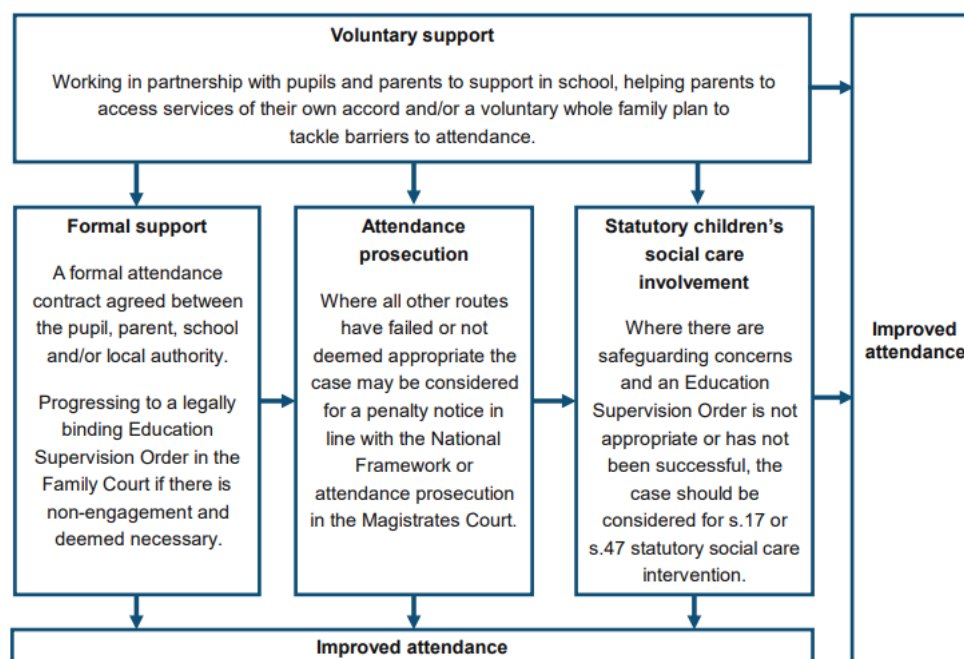 Voluntary support
Working in partnership with pupils and parents to support in school, helping parents to
access services of their own accord and/or a voluntary whole family plan to
tackle barriers to attendance.
Formal support
A formal attendance
contract agreed between
the pupil, parent, school
and/or local authority.
Progressing to a legally
binding Education
Supervision Order in the
Family Court if there is
non-engagement and
deemed necessary.
Attendance
prosecution
Where all other routes
have failed or not
deemed appropriate the
case may be considered
for a penalty notice in
line with the National
Framework or
attendance prosecution
in the Magistrates Court.
Statutory children’s
social care
involvement
Where there are
safeguarding concerns
and an Education
Supervision Order is not
appropriate or has not
been successful, the
case should be
considered for s.17 or
s.47 statutory social care
intervention.
Improved
attendance
Improved attendance